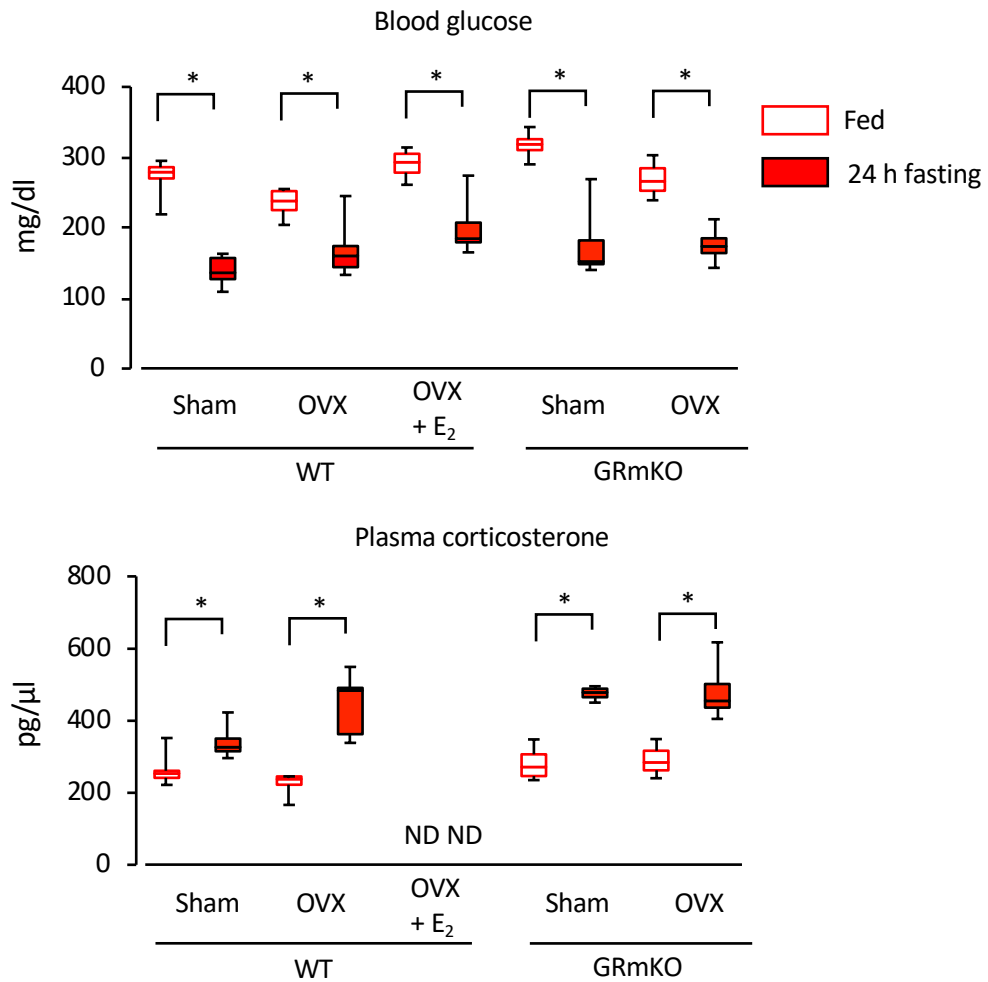 Blood glucose
* * * * *
400
300
200
100
0
mg/dl
Fed
24 h fasting
Sham OVX OVX + E₂ Sham OVX
WT GRmKO
Plasma corticosterone
* * * *
800
600
400
200
0
pg/µl
ND ND
Sham OVX OVX + E₂ Sham OVX
WT GRmKO